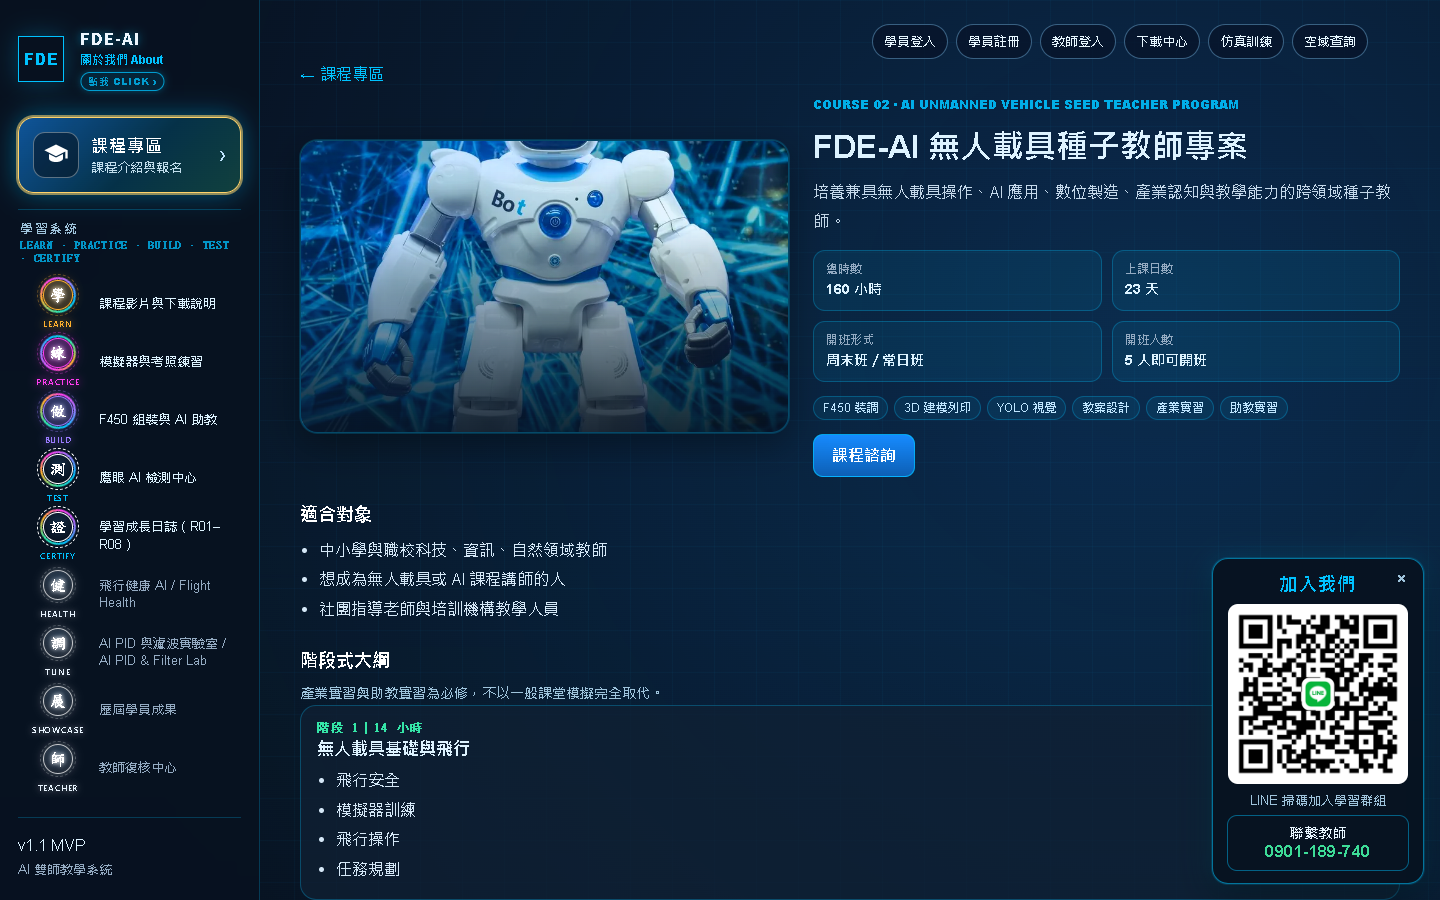 FDE
FDE-AI
關於我們 About
點我 CLICK ›
課程專區
課程介紹與報名
›
學習系統
LEARN · PRACTICE · BUILD · TEST
· CERTIFY
學
LEARN
課程影片與下載說明
練
PRACTICE
模擬器與考照練習
做
BUILD
F450 組裝與 AI 助教
測
TEST
鷹眼 AI 檢測中心
證
CERTIFY
學習成長日誌 ( R01–
R08 )
健
HEALTH
飛行健康 AI / Flight
Health
調
TUNE
AI PID 與濾波實驗室 /
AI PID & Filter Lab
展
SHOWCASE
歷屆學員成果
師
TEACHER
教師復核中心
v1.1 MVP
AI 雙師教學系統
學員登入
學員註冊
教師登入
下載中心
仿真訓練
空域查詢
← 課程專區
Bot
COURSE 02 · AI UNMANNED VEHICLE SEED TEACHER PROGRAM
FDE-AI 無人載具種子教師專案
培養兼具無人載具操作、AI 應用、數位製造、產業認知與教學能力的跨領域種子教
師。
總時數
160 小時
上課日數
23 天
開班形式
周末班 / 常日班
開班人數
5 人即可開班
F450 裝調
3D 建模列印
YOLO 視覺
教案設計
產業實習
助教實習
課程諮詢
適合對象
• 中小學與職校科技、資訊、自然領域教師
• 想成為無人載具或 AI 課程講師的人
• 社團指導老師與培訓機構教學人員
階段式大綱
產業實習與助教實習為必修，不以一般課堂模擬完全取代。
階段 1 | 14 小時
無人載具基礎與飛行
• 飛行安全
• 模擬器訓練
• 飛行操作
• 任務規劃
加入我們
×
LINE
LINE 掃碼加入學習群組
聯繫教師
0901-189-740